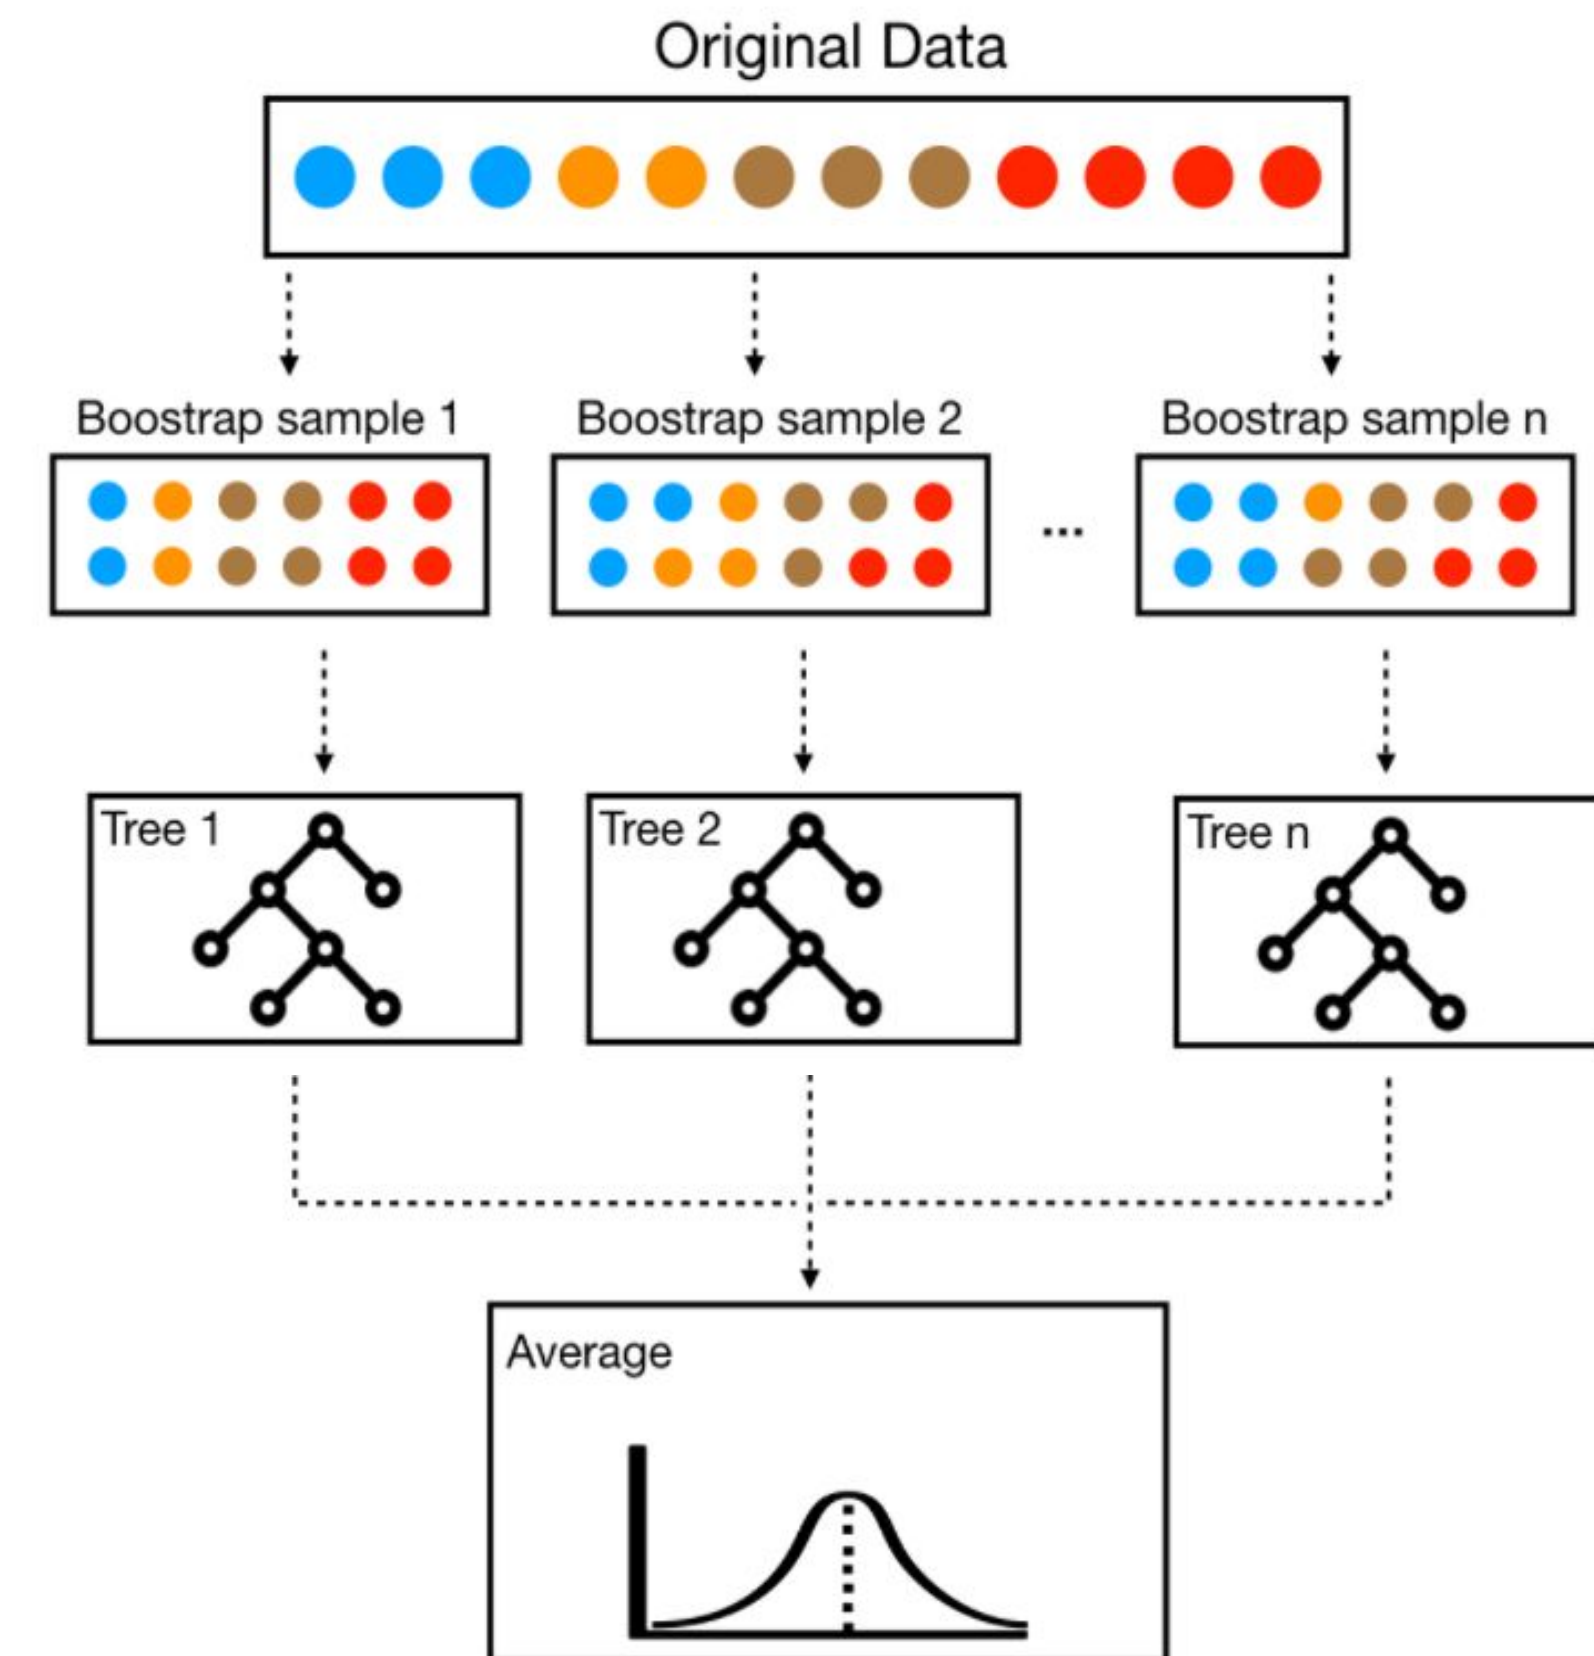 Original Data
Boostrap sample 1
Boostrap sample 2
Boostrap sample n
...
Tree 1
Tree 2
Tree n
Average